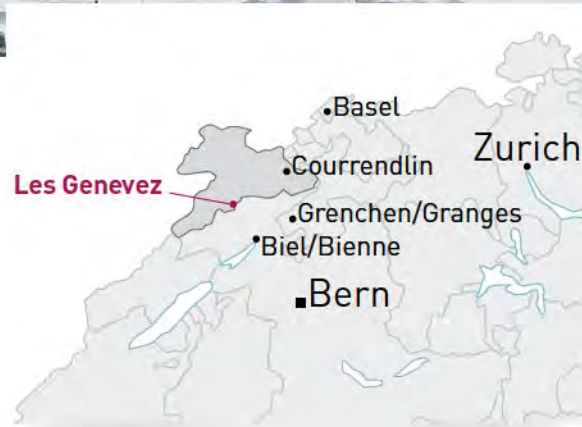 Basel
Zurich
Courrendlin
Les Genevez
Grenchen/Granges
Biel/Bienne
Bern